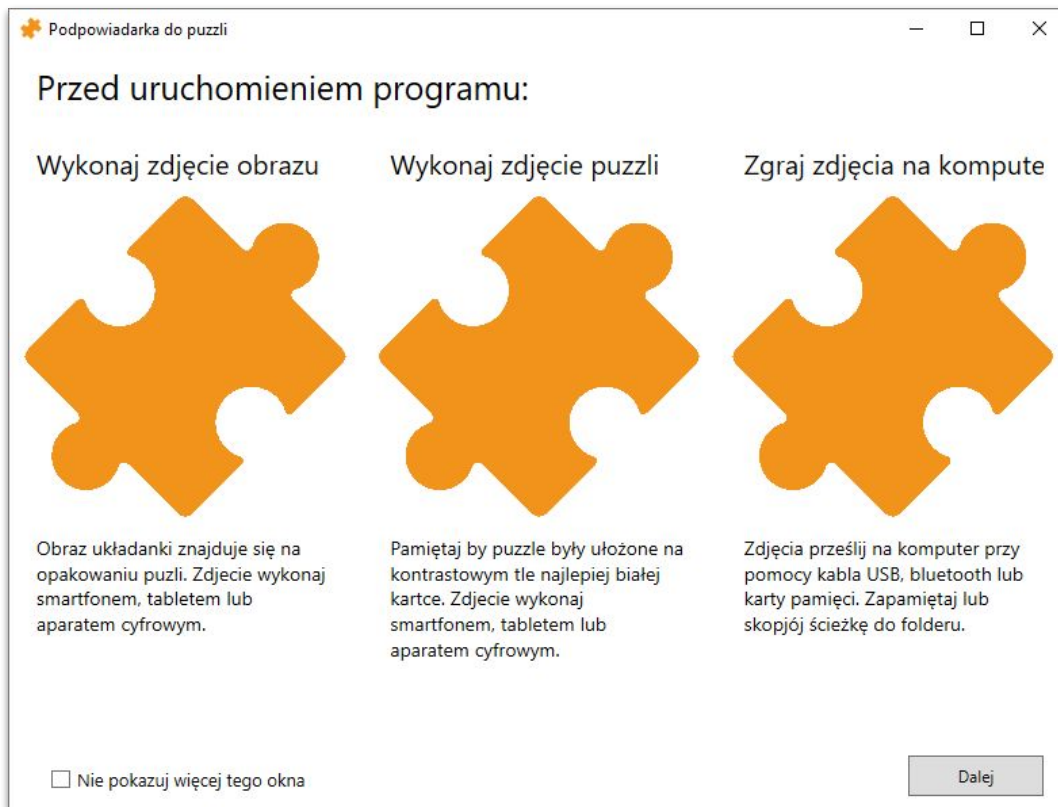 Podpowiadarka do puzzli
Przed uruchomieniem programu:
Wykonaj zdjęcie obrazu
Wykonaj zdjęcie puzzli
Zgraj zdjęcia na kompute
Obraz układanki znajduje się na
opakowaniu puzli. Zdjecie wykonaj
smartfonem, tabletem lub
aparatem cyfrowym.
Pamiętaj by puzzle były ułożone na
kontrastowym tle najlepiej białej
kartce. Zdjecie wykonaj
smartfonem, tabletem lub
aparatem cyfrowym.
Zdjęcia prześlij na komputer przy
pomocy kabla USB, bluetooth lub
karty pamięci. Zapamiętaj lub
skopjój ścieżkę do folderu.
Nie pokazuj więcej tego okna
Dalej